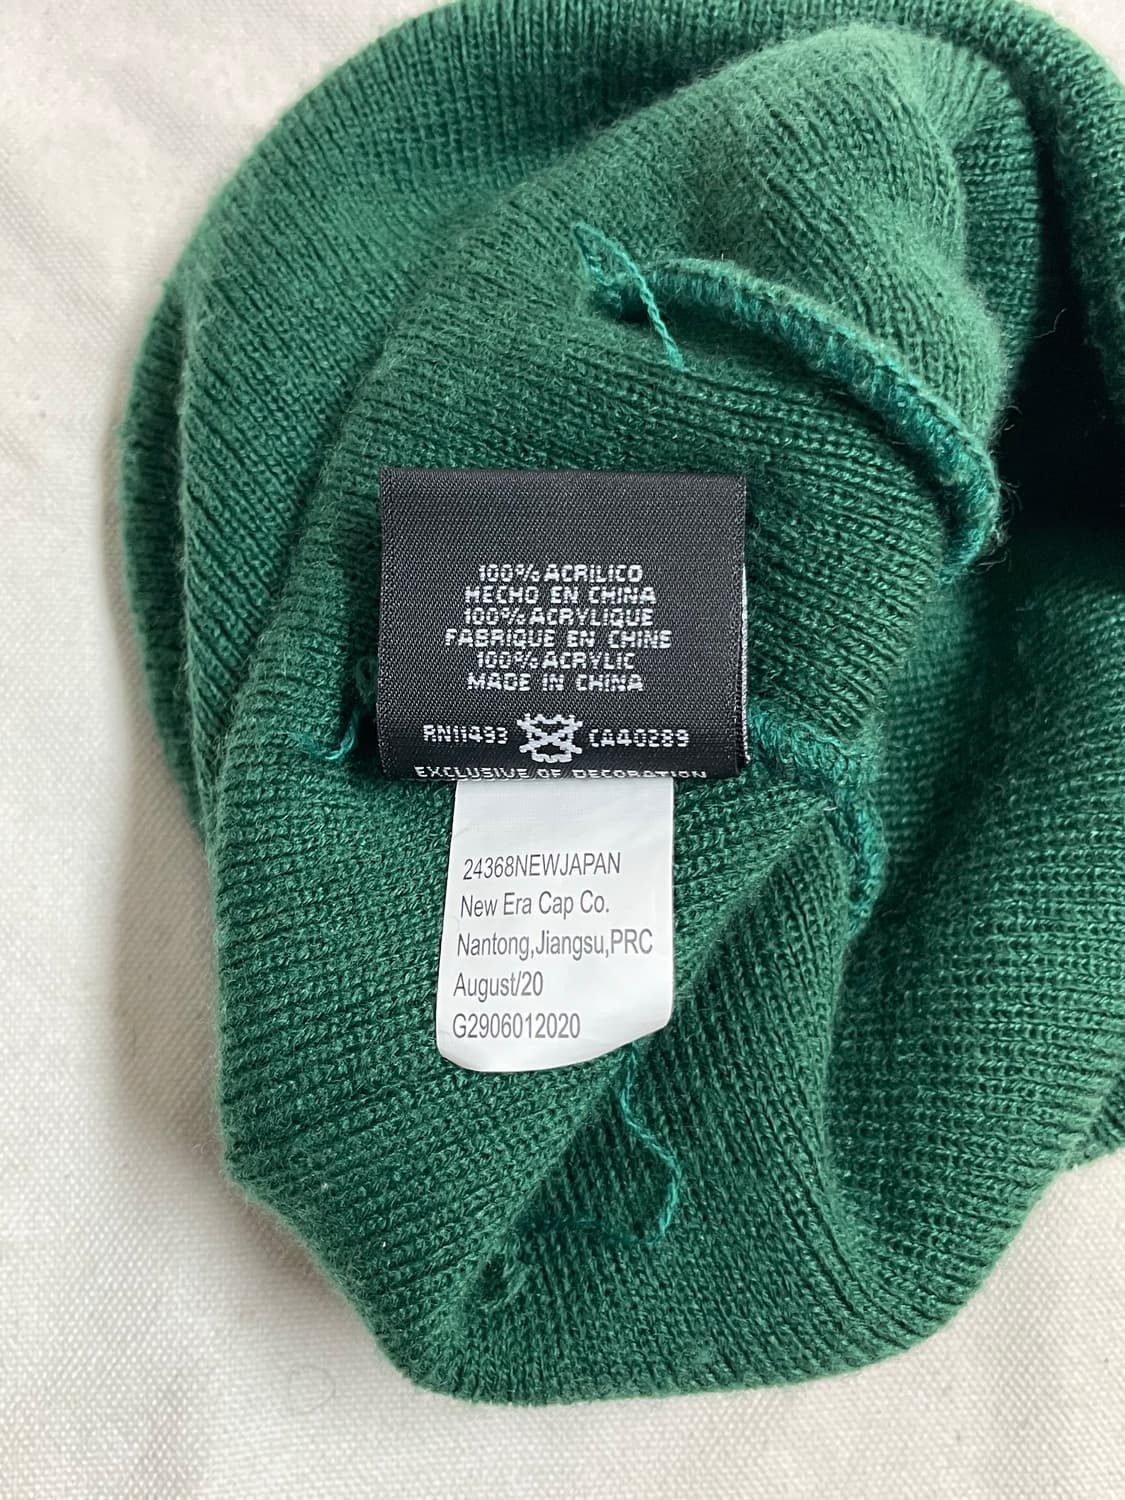 100% ACRILICO
HECHO EN CHINA
100% ACRYLIQUE
FABRIQUE EN CHINE
100% ACRYLIC
MADE IN CHINA
RN11493 CA40289
EXCLUSIVE OF DECORATION
24368NEWJAPAN
New Era Cap Co.
Nantong,Jiangsu,PRC
August/20
G2906012020